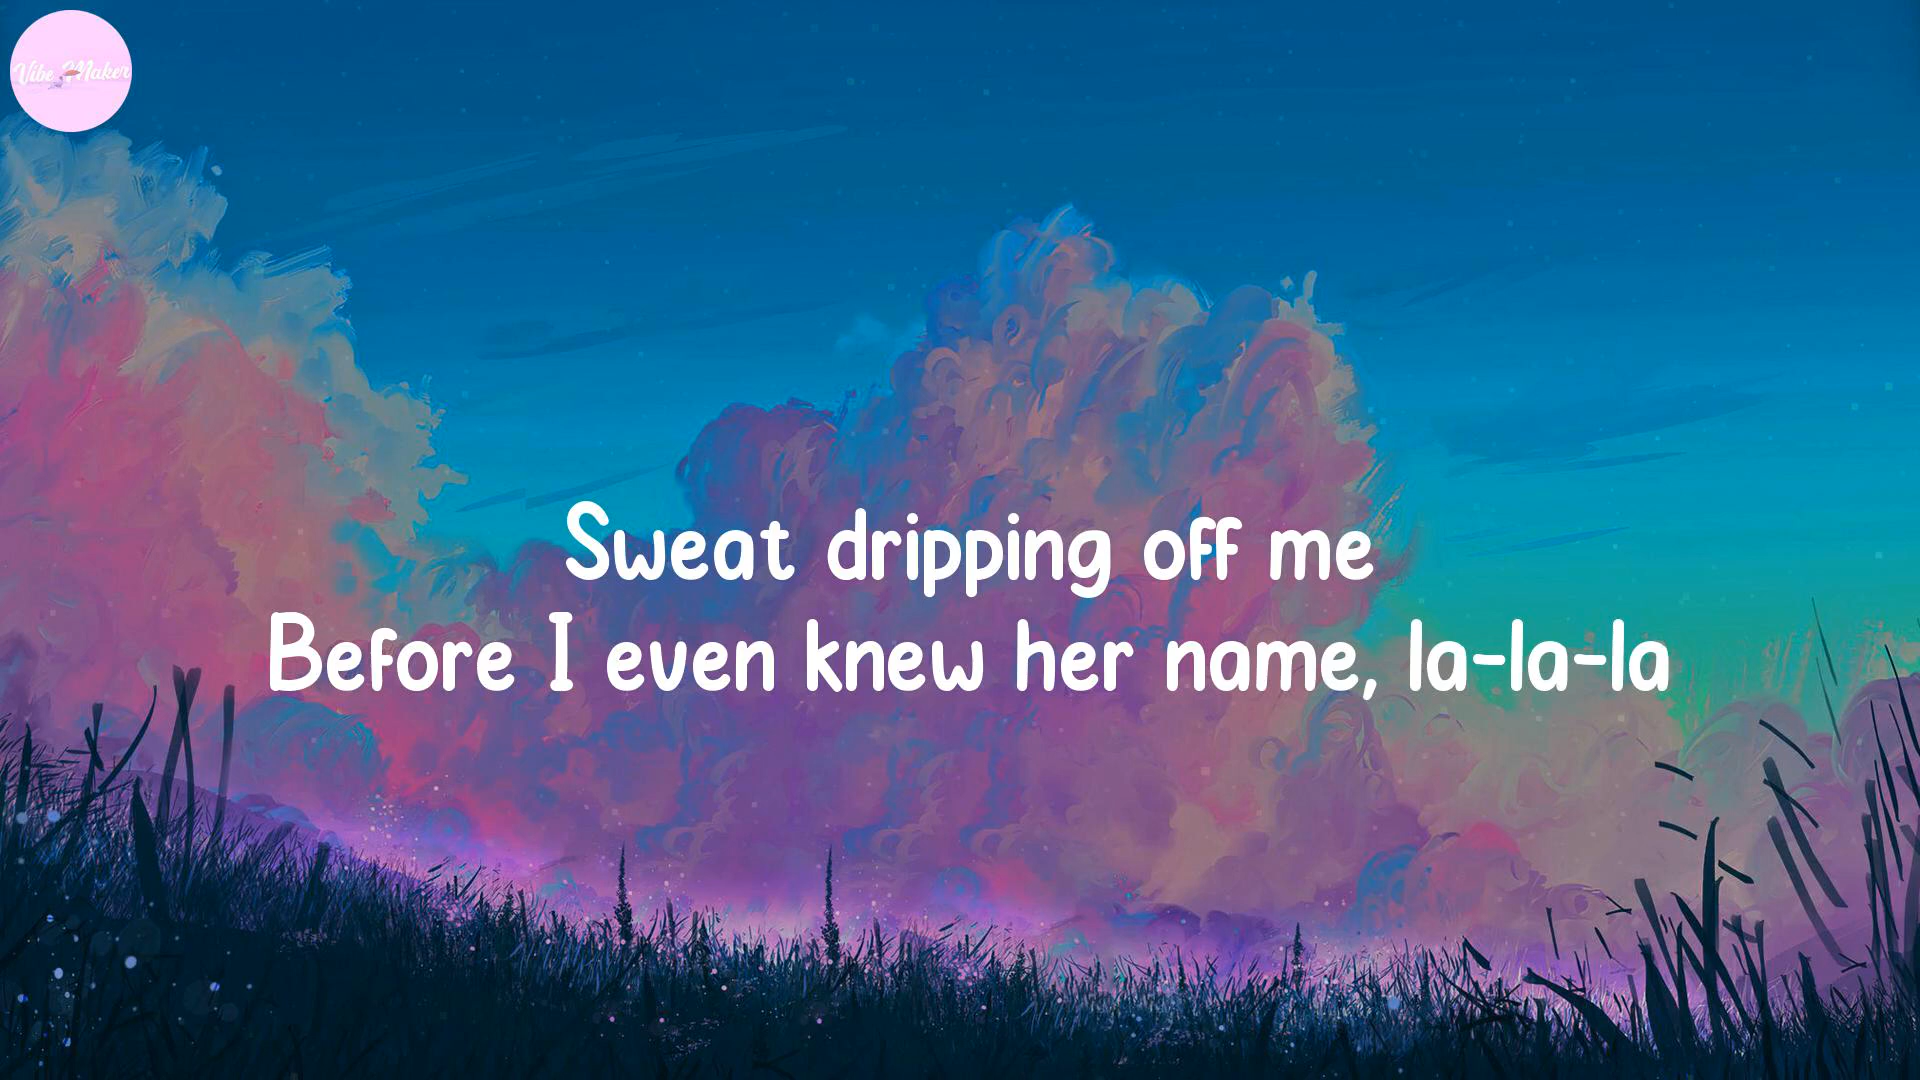 Vibe Maker
Sweat dripping off me
Before I even knew her name, la-la-la